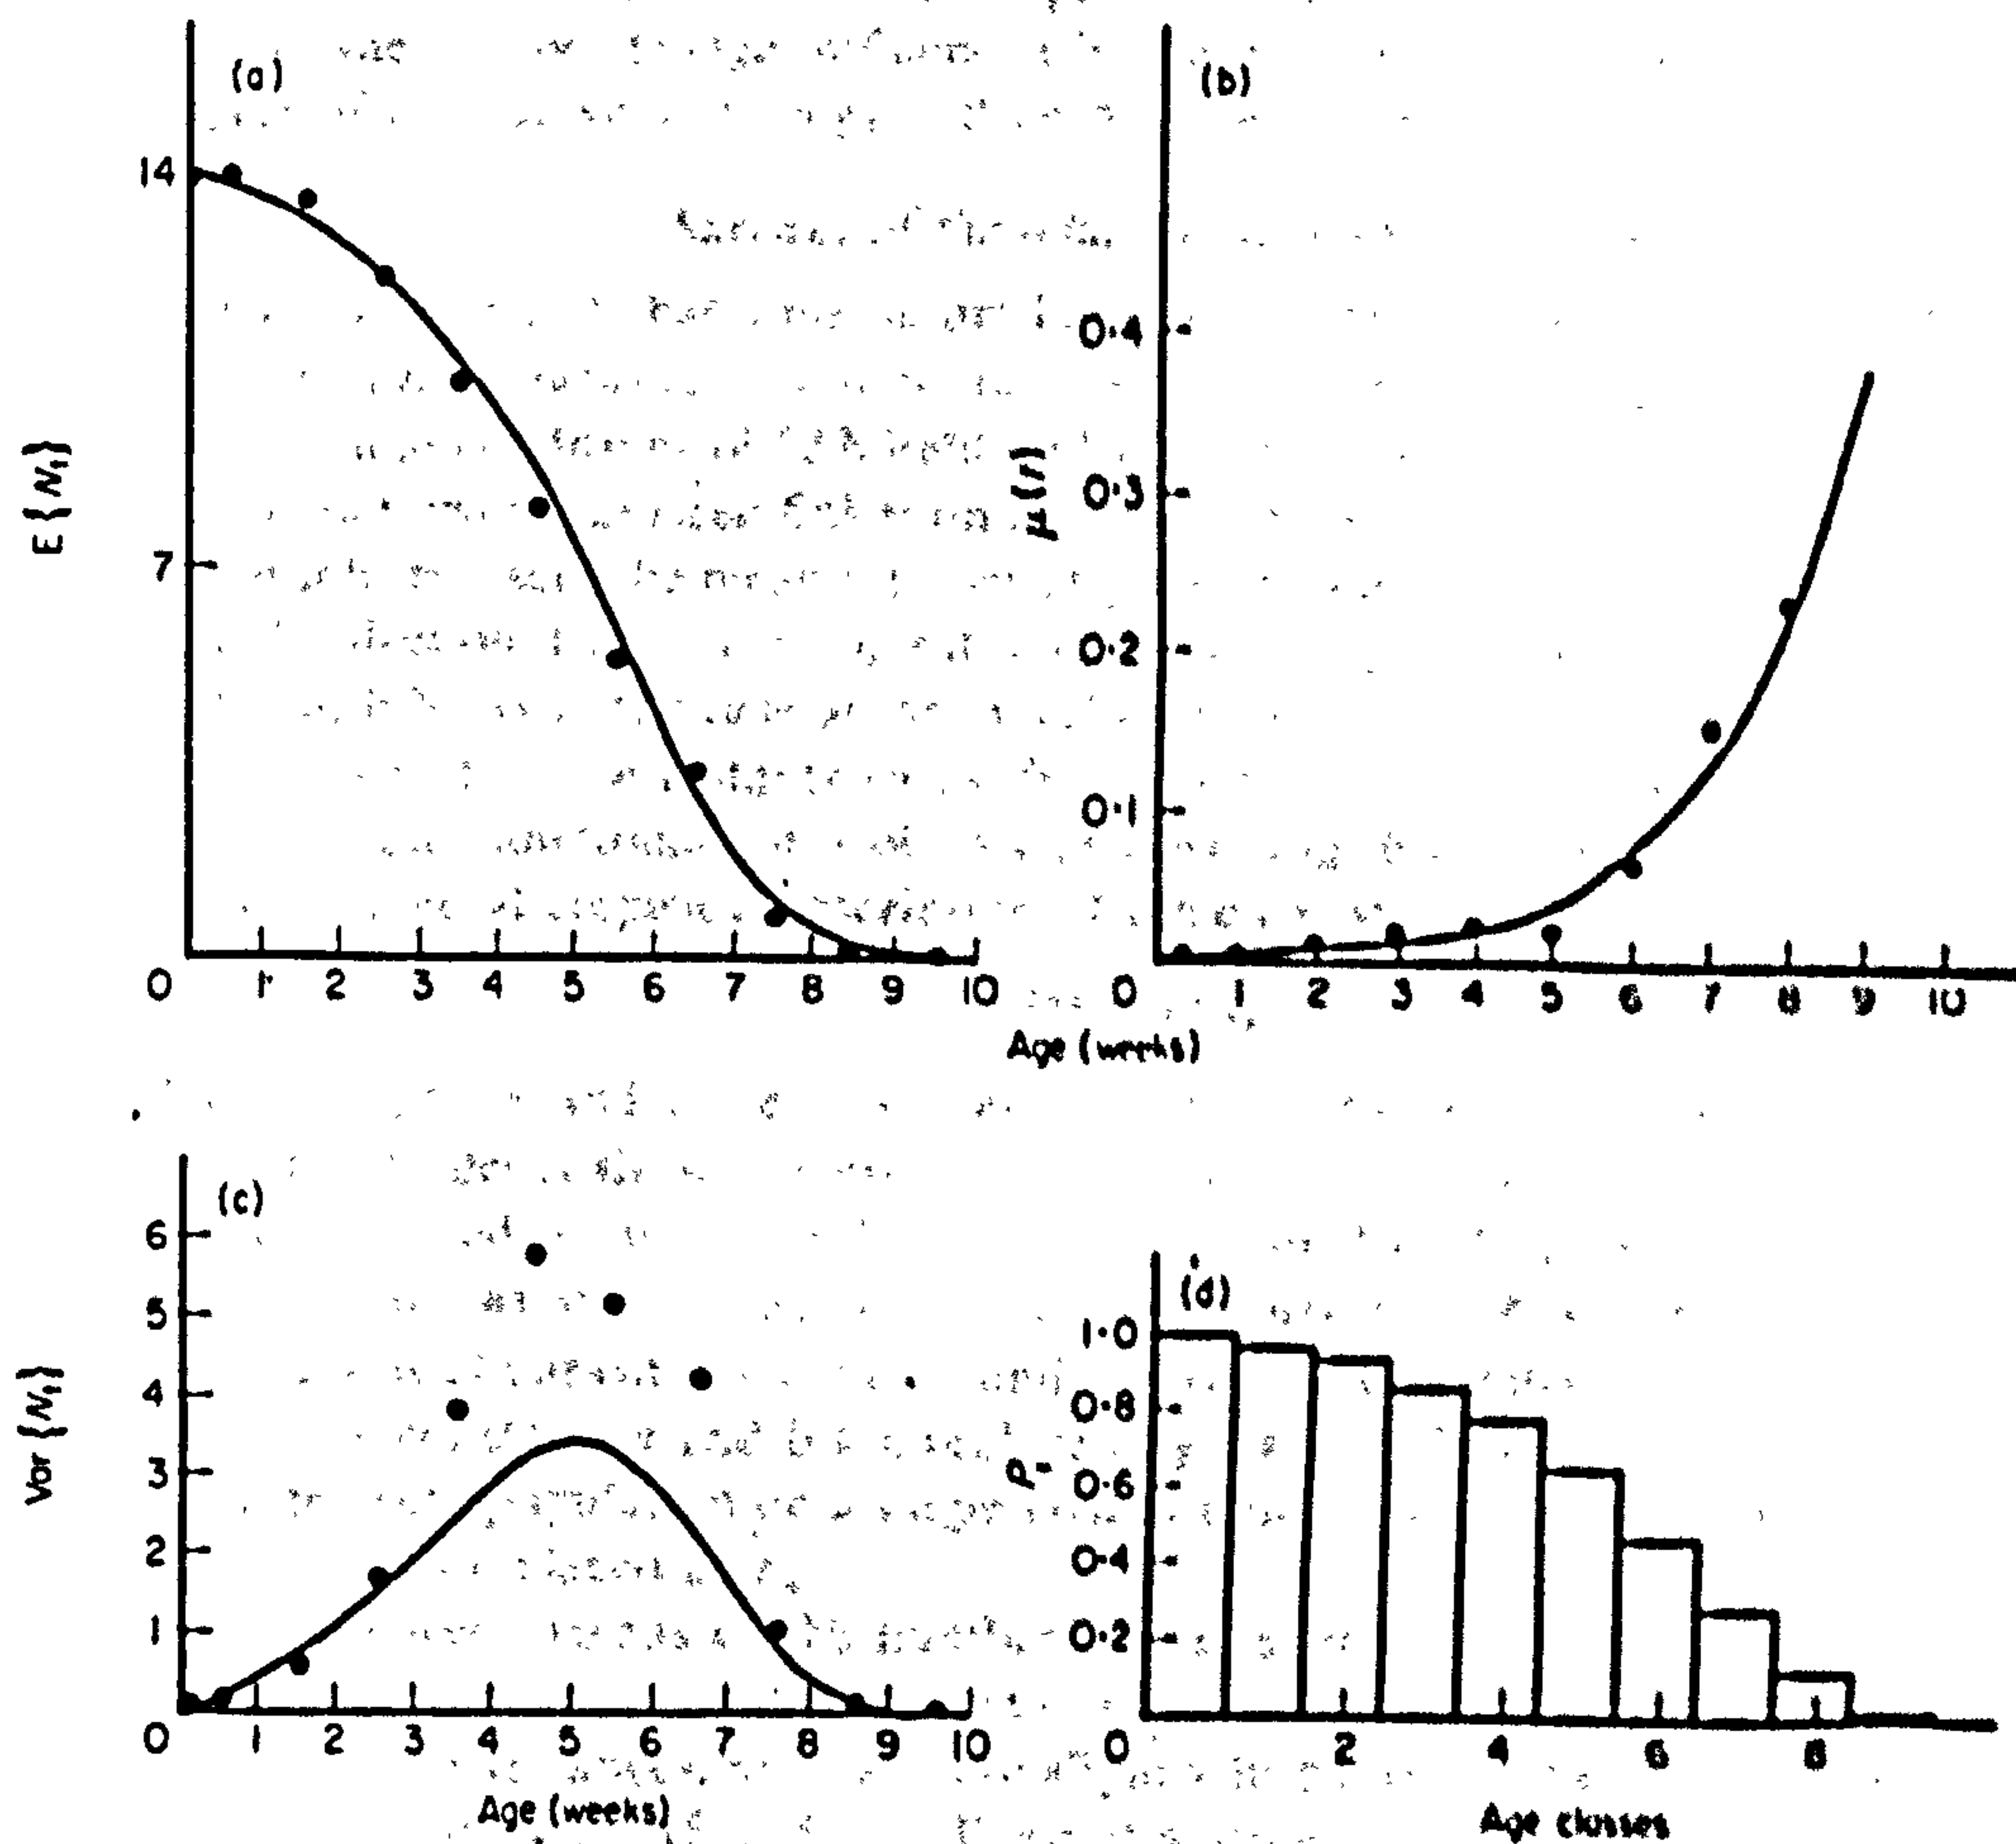 (a)
14
7
E{Nt}
0 1 2 3 4 5 6 7 8 9 10
(b)
0·4
0·3
0·2
0·1
μ(t)
0 1 2 3 4 5 6 7 8 9 10
Age (weeks)
(c)
6
5
4
3
2
1
Var {Nt}
0 1 2 3 4 5 6 7 8 9 10
Age (weeks)
(d)
1·0
0·8
0·6
0·4
0·2
0 2 4 6 8
Age classes